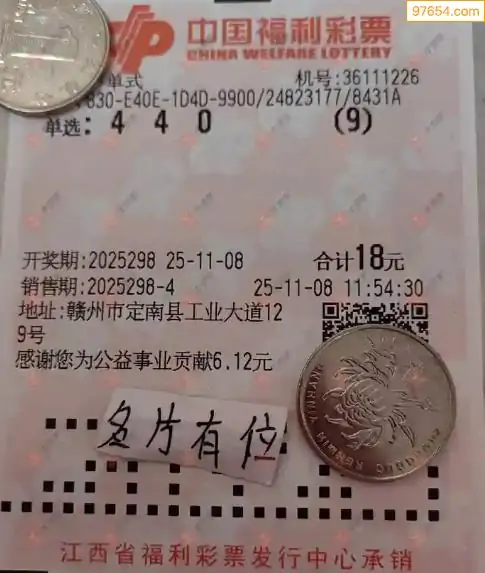 97654.com
中国福利彩票
CHINA WELFARE LOTTERY
单式 机号:36111226
830-E40E-1D4D-9900/24823177/8431A
单选: 4 4 0 (9)
开奖期:2025298 25-11-08 合计18元
销售期:2025298-4 25-11-08 11:54:30
地址:赣州市定南县工业大道12
9号
感谢您为公益事业贡献6.12元
名片有位
ZHONGGUO RENMIN YINHANG
江西省福利彩票发行中心承销